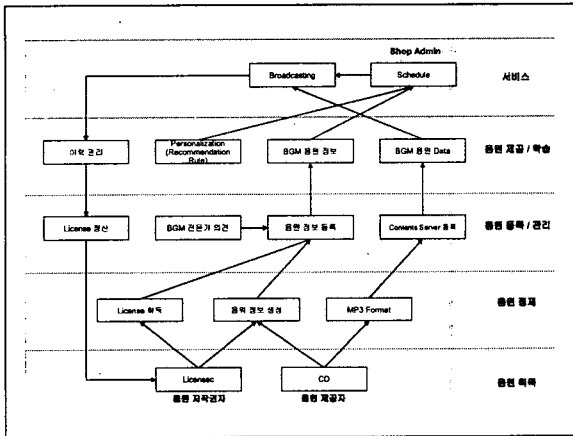 Shop Admin
Broadcasting
Schedule
서비스
이력 관리
Personalization
(Recommendation
Rule)
BGM 음원 정보
BGM 음원 Data
음원 제공 / 학습
License 정산
BGM 전문가 의견
음원 정보 등록
Contents Server 등록
음원 등록 / 관리
License 획득
음원 정보 생성
MP3 Format
음원 정제
CD
음원 획득
음원 저작권자
음원 제공자